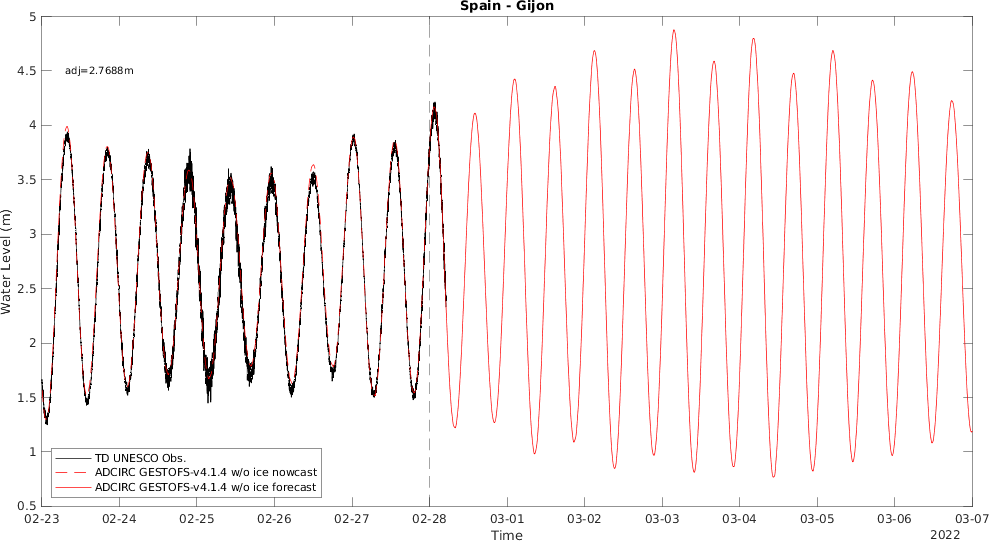 Spain - Gijon
5
4.5
4
3.5
3
2.5
2
1.5
1
0.5
Water Level (m)
adj=2.7688m
TD UNESCO Obs.
ADCIRC GESTOFS-v4.1.4 w/o ice nowcast
ADCIRC GESTOFS-v4.1.4 w/o ice forecast
02-23 02-24 02-25 02-26 02-27 02-28 03-01 03-02 03-03 03-04 03-05 03-06 03-07
Time
2022